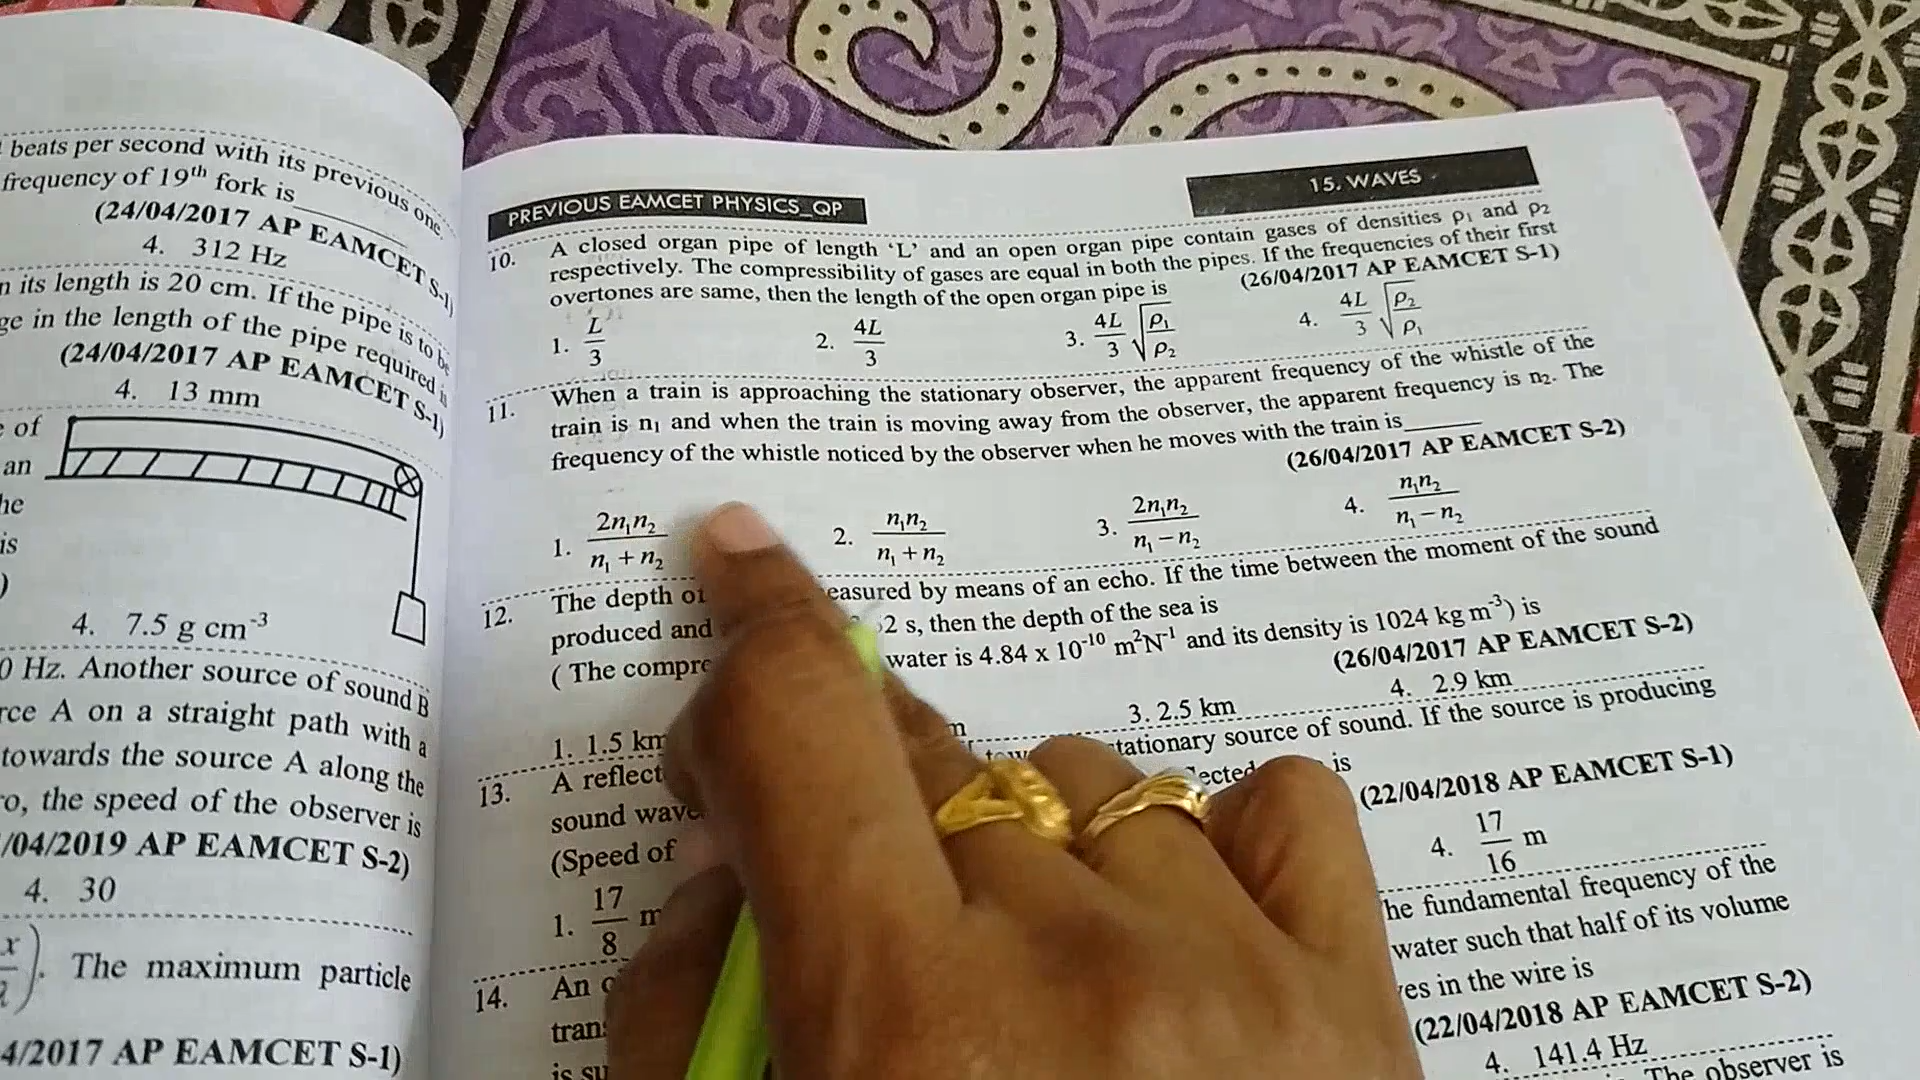 beats per second with its previous one.
frequency of 19th fork is
(24/04/2017 AP EAMCET S-1)
4. 312 Hz
n its length is 20 cm. If the pipe is to be
ge in the length of the pipe required is
(24/04/2017 AP EAMCET S-1)
4. 13 mm
of
an
he
is
)
4. 7.5 g cm⁻³
0 Hz. Another source of sound B
rce A on a straight path with a
towards the source A along the
ro, the speed of the observer is
/04/2019 AP EAMCET S-2)
4. 30
The maximum particle
4/2017 AP EAMCET S-1)
PREVIOUS EAMCET PHYSICS_QP
15. WAVES
10. A closed organ pipe of length ‘L’ and an open organ pipe contain gases of densities ρ₁ and ρ₂
respectively. The compressibility of gases are equal in both the pipes. If the frequencies of their first
overtones are same, then the length of the open organ pipe is
(26/04/2017 AP EAMCET S-1)
1. L/3 2. 4L/3 3. 4L/3 √(ρ₁/ρ₂) 4. 4L/3 √(ρ₂/ρ₁)
11. When a train is approaching the stationary observer, the apparent frequency of the whistle of the
train is n₁ and when the train is moving away from the observer, the apparent frequency is n₂. The
frequency of the whistle noticed by the observer when he moves with the train is______
(26/04/2017 AP EAMCET S-2)
1. 2n₁n₂/(n₁ + n₂) 2. n₁n₂/(n₁ + n₂) 3. 2n₁n₂/(n₁ − n₂) 4. n₁n₂/(n₁ − n₂)
12. The depth of easured by means of an echo. If the time between the moment of the sound
produced and 2 s, then the depth of the sea is
( The compre water is 4.84 x 10⁻¹⁰ m²N⁻¹ and its density is 1024 kg m⁻³) is
(26/04/2017 AP EAMCET S-2)
1. 1.5 km m 3. 2.5 km 4. 2.9 km
13. A reflect tationary source of sound. If the source is producing
sound wave ected is
(22/04/2018 AP EAMCET S-1)
(Speed of
1. 17/8 m 4. 17/16 m
14. An o he fundamental frequency of the
trans water such that half of its volume
is su es in the wire is
(22/04/2018 AP EAMCET S-2)
4. 141.4 Hz
The observer is